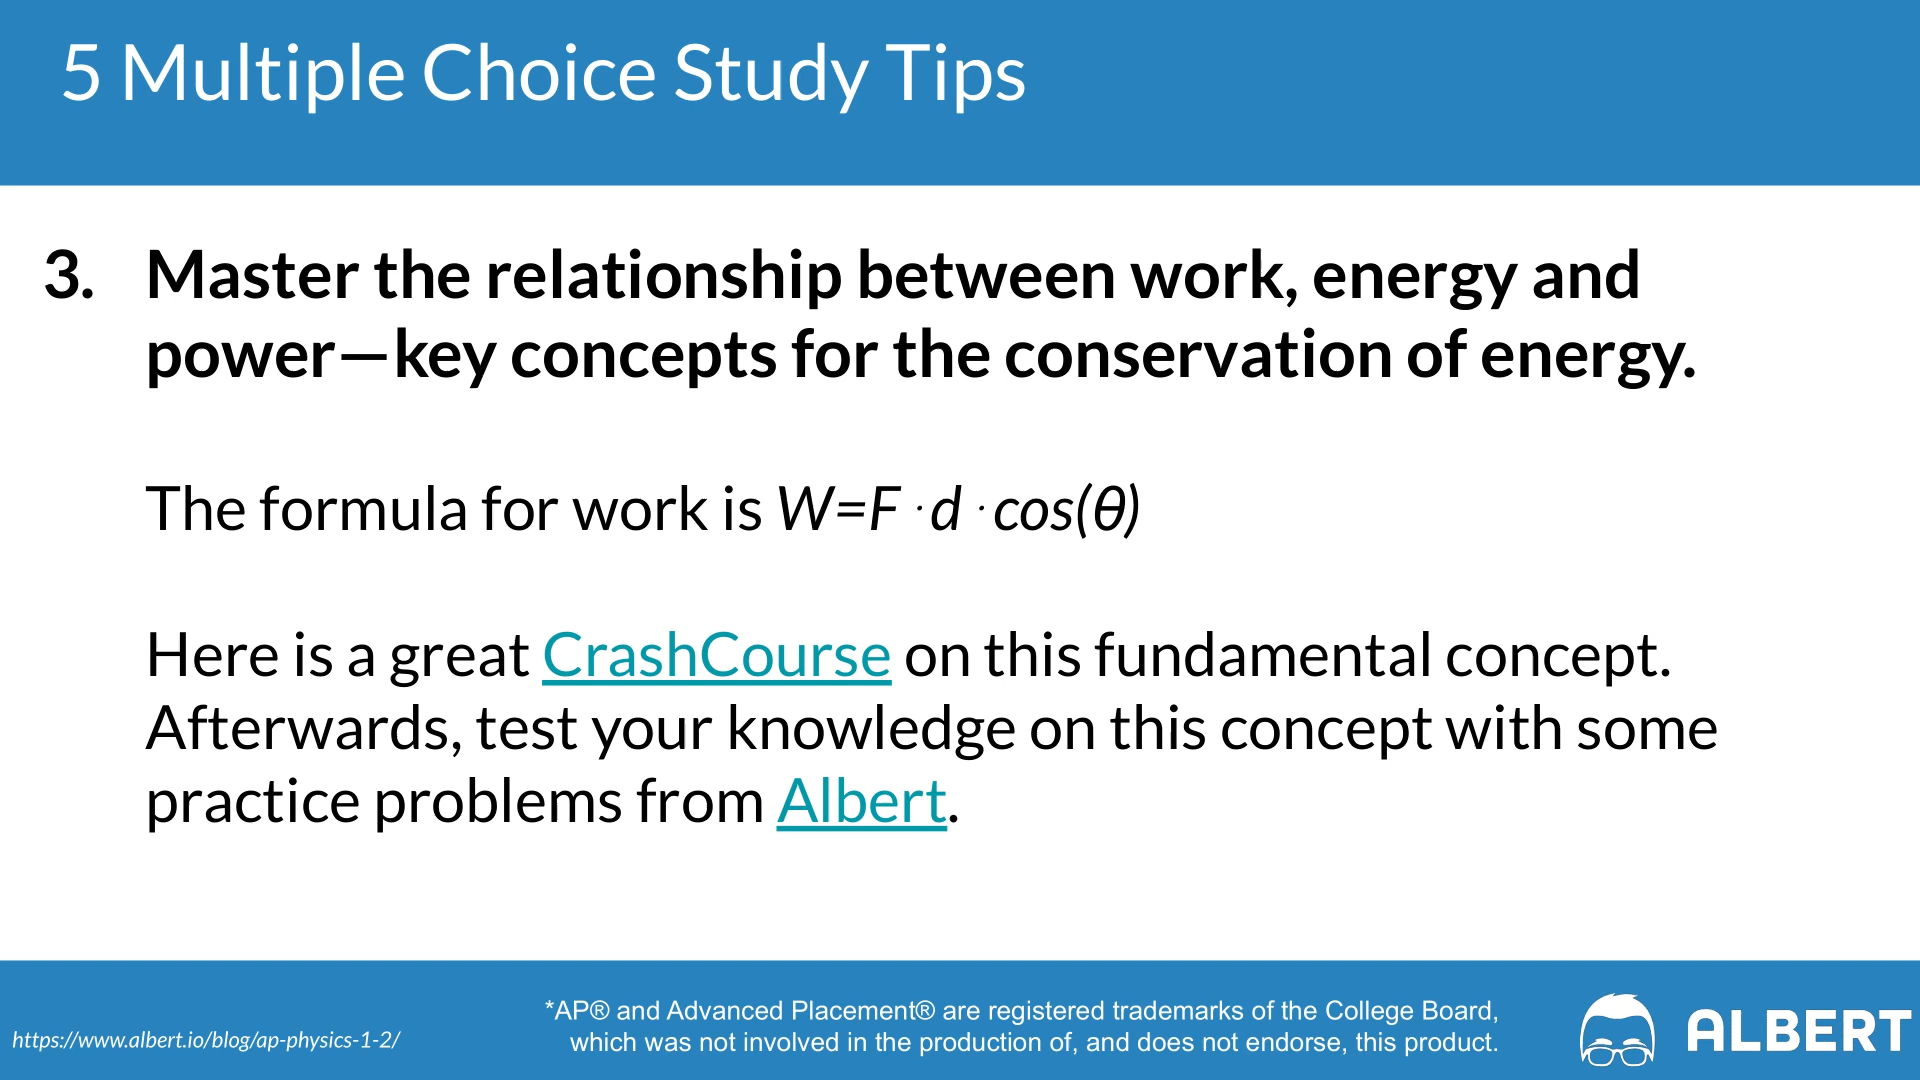 5 Multiple Choice Study Tips
3. Master the relationship between work, energy and
power—key concepts for the conservation of energy.
The formula for work is W=F ⋅d ⋅cos(θ)
Here is a great CrashCourse on this fundamental concept.
Afterwards, test your knowledge on this concept with some
practice problems from Albert.
https://www.albert.io/blog/ap-physics-1-2/
*AP® and Advanced Placement® are registered trademarks of the College Board,
which was not involved in the production of, and does not endorse, this product.
ALBERT